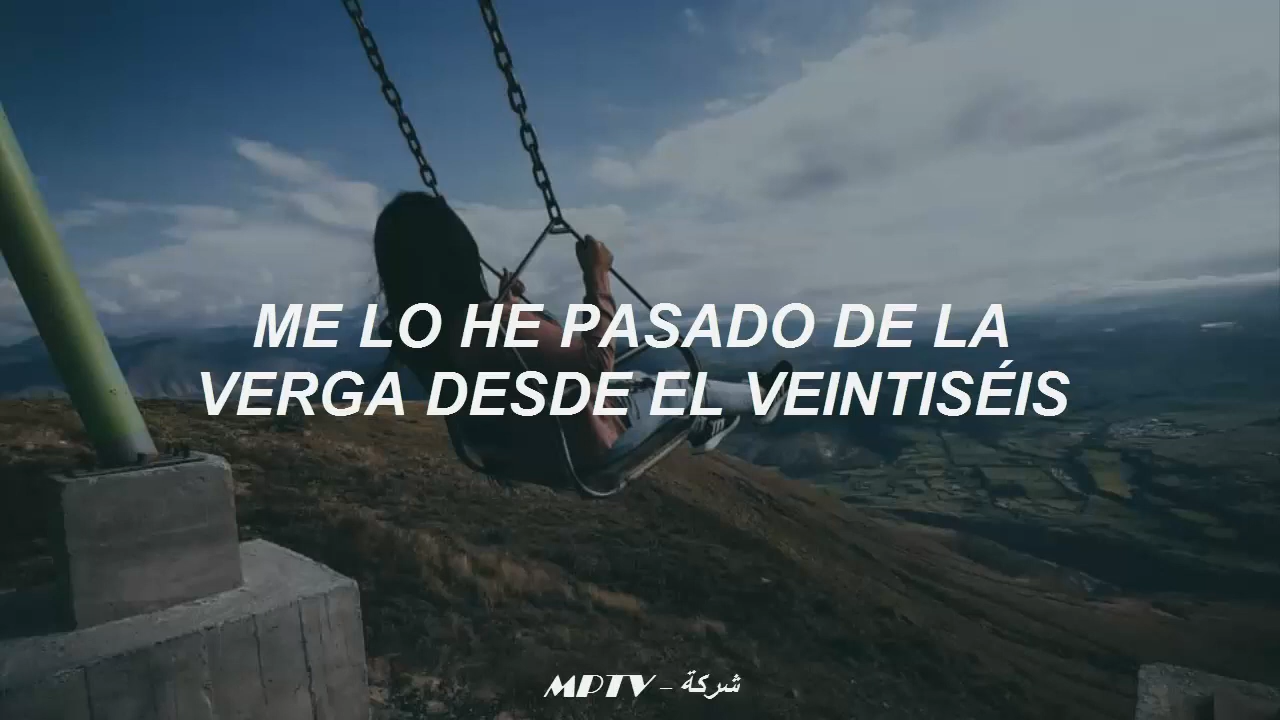 ME LO HE PASADO DE LA
VERGA DESDE EL VEINTISÉIS
MPTV – شركة